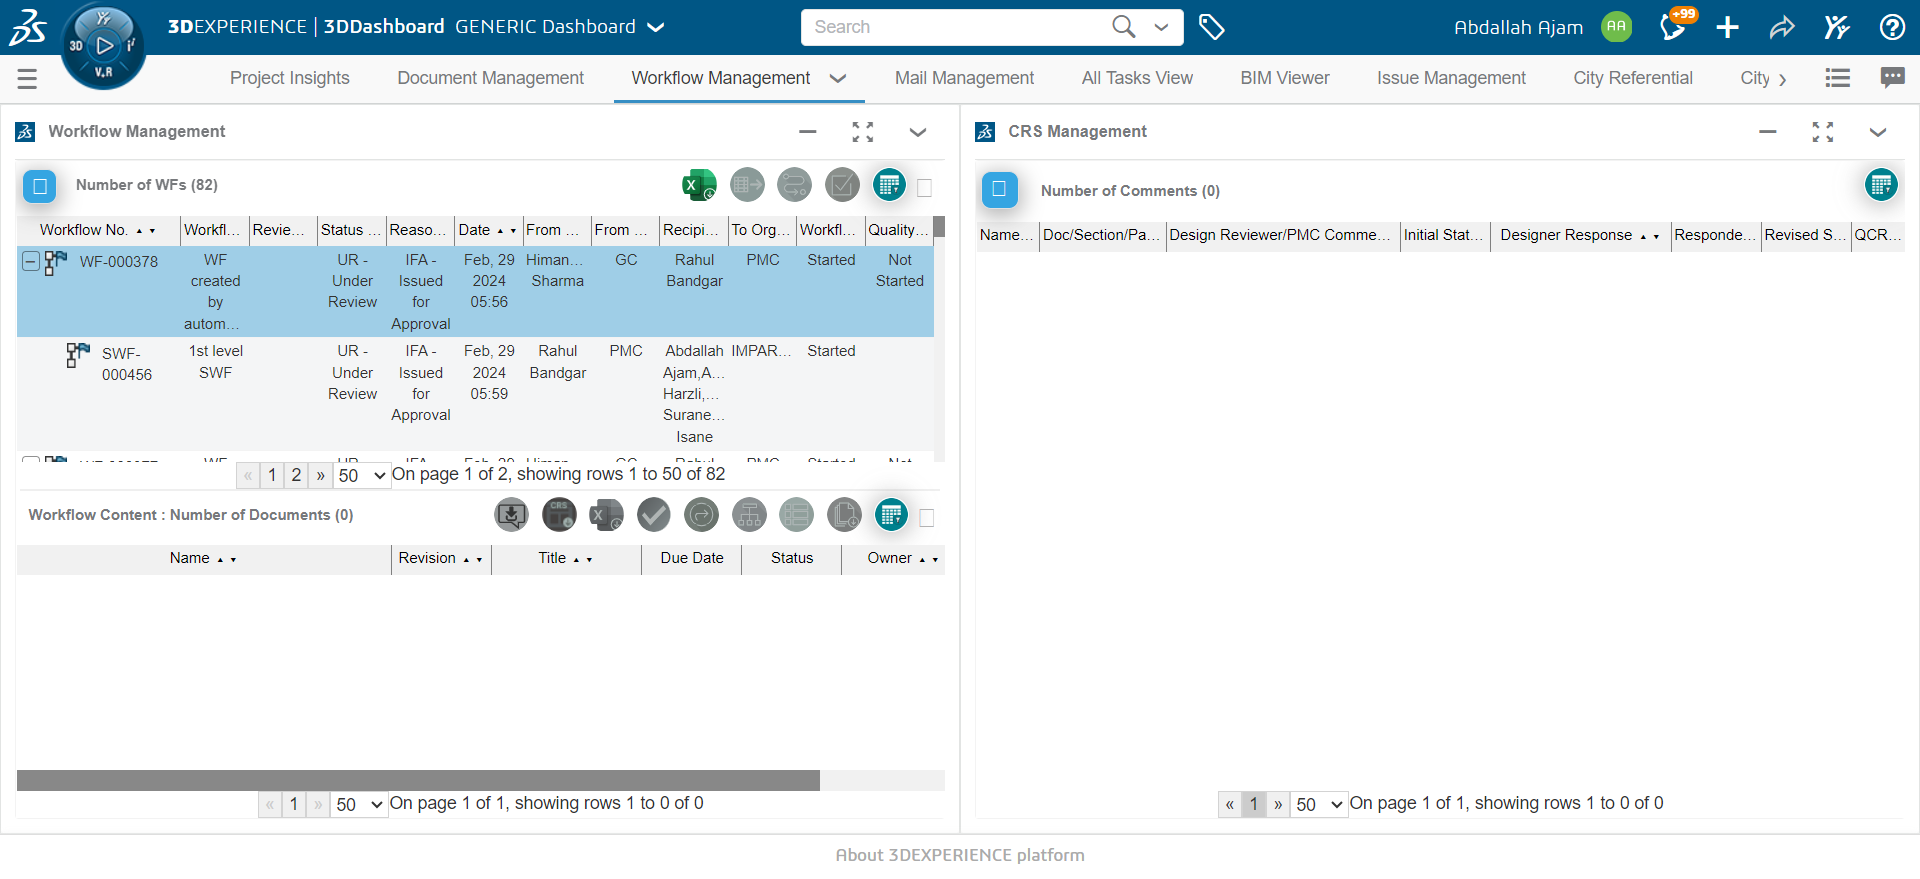 3DEXPERIENCE | 3DDashboard GENERIC Dashboard
Search
Abdallah Ajam
AA
+99
3D
V.R
Project Insights
Document Management
Workflow Management
Mail Management
All Tasks View
BIM Viewer
Issue Management
City Referential
City
Workflow Management
Number of WFs (82)
Workflow No. Workfl... Revie... Status ... Reaso... Date From ... From ... Recipi... To Org... Workfl... Quality...
WF-000378 WF created by autom... UR - Under Review IFA - Issued for Approval Feb, 29 2024 05:56 Himan... Sharma GC Rahul Bandgar PMC Started Not Started
SWF-000456 1st level SWF UR - Under Review IFA - Issued for Approval Feb, 29 2024 05:59 Rahul Bandgar PMC Abdallah Ajam,A... Harzli,... Surane... Isane IMPAR... Started
« 1 2 » 50 On page 1 of 2, showing rows 1 to 50 of 82
Workflow Content : Number of Documents (0)
CRS
Name Revision Title Due Date Status Owner
« 1 » 50 On page 1 of 1, showing rows 1 to 0 of 0
CRS Management
Number of Comments (0)
Name... Doc/Section/Pa... Design Reviewer/PMC Comme... Initial Stat... Designer Response Responde... Revised S... QCR...
« 1 » 50 On page 1 of 1, showing rows 1 to 0 of 0
About 3DEXPERIENCE platform